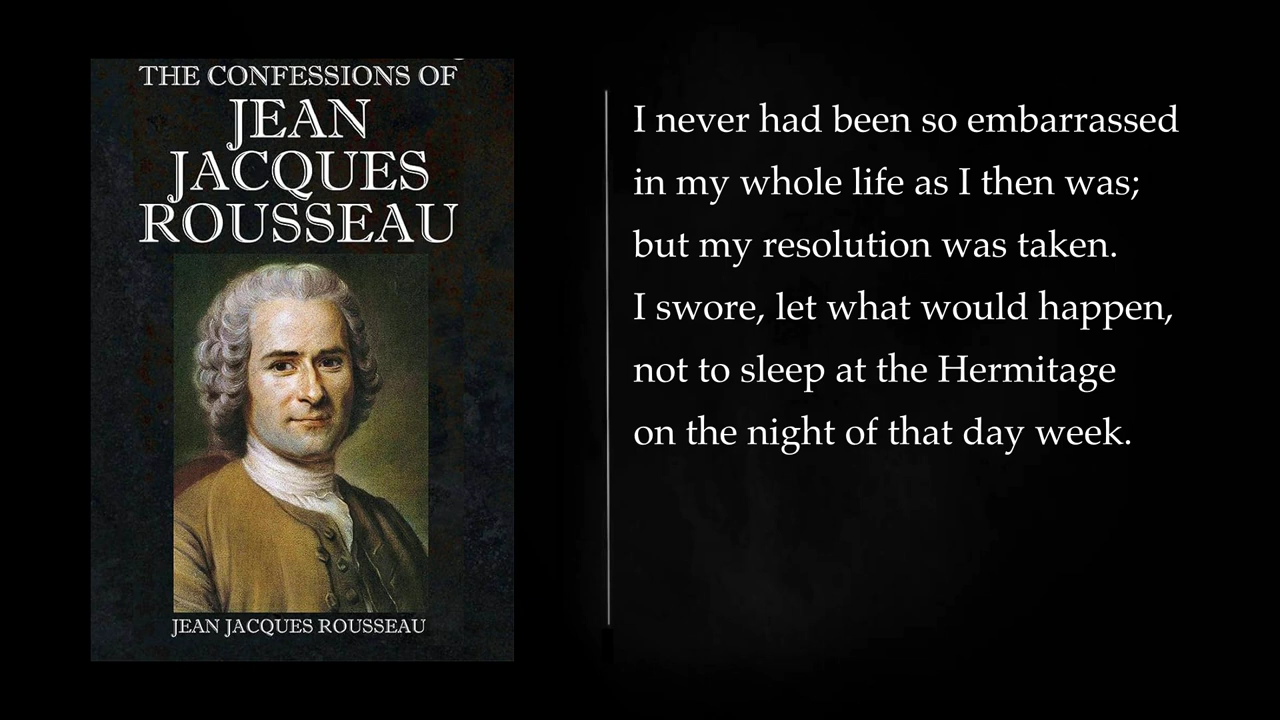 THE CONFESSIONS OF
JEAN
JACQUES
ROUSSEAU
JEAN JACQUES ROUSSEAU
I never had been so embarrassed
in my whole life as I then was;
but my resolution was taken.
I swore, let what would happen,
not to sleep at the Hermitage
on the night of that day week.